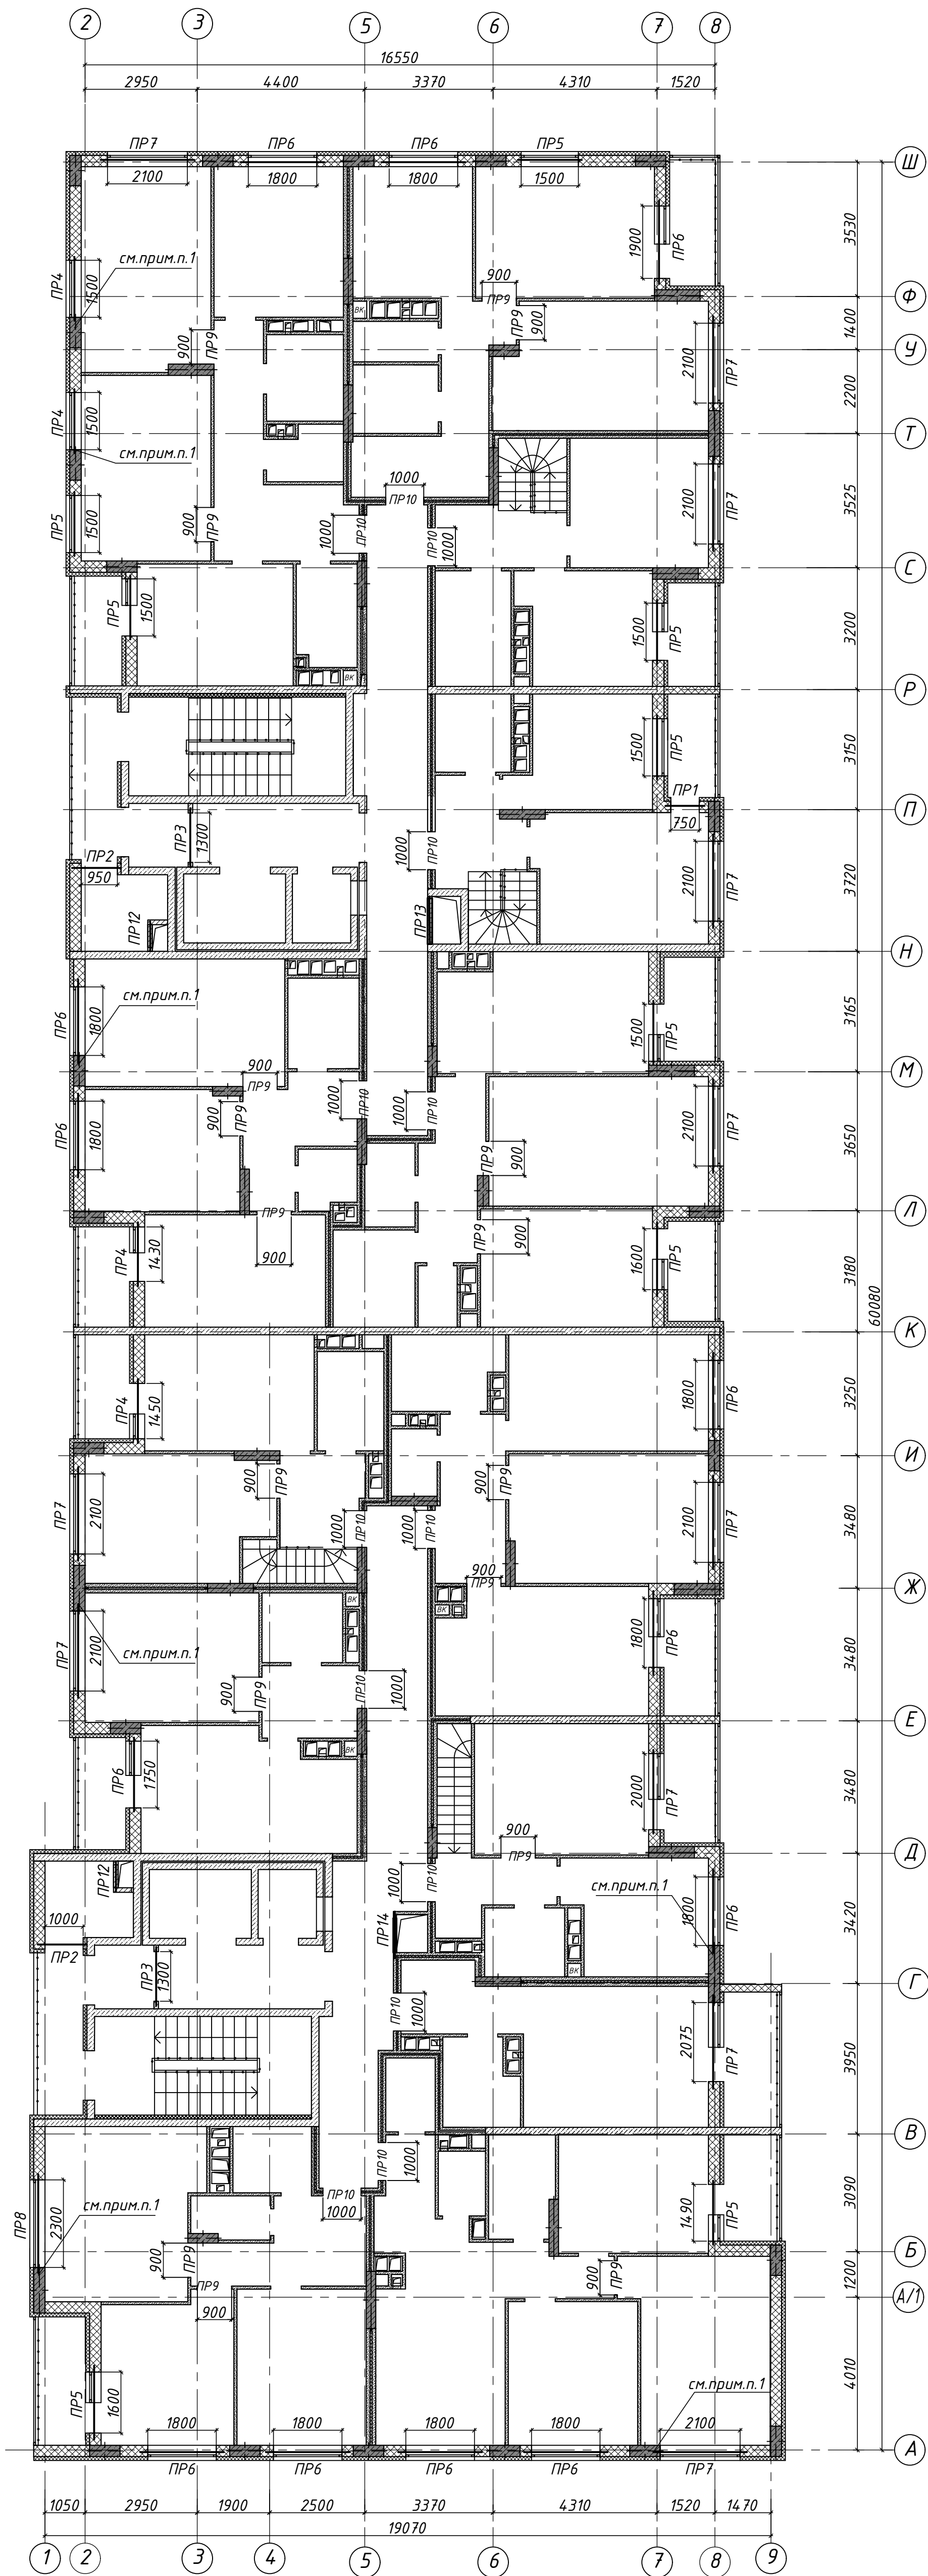 2 3 5 6 7 8
16550
2950 4400 3370 4310 1520
ПР7 ПР6 ПР6 ПР5
Ш
2100 1800 1800 1500
1900 ПР6
3530
см.прим.п.1
ПР4 1500
900
ПР9
Ф
ВК
ПР9 900
900 ПР9
2100 ПР7
1400
У
ПР4 1500
2200
Т
см.прим.п.1
1000
ПР10
2100 ПР7
3525
ПР5 1500
900 ПР9
1000 ПР10
ПР10 1000
С
ПР5 1500
1500 ПР5
3200
ВК
Р
1500 ПР5
3150
ПР1
П
ПР3 1300
750
ПР2
1000 ПР10
950
2100 ПР7
3720
ПР12
ПР13
Н
см.прим.п.1
ПР6 1800
1500 ПР5
3165
900
ПР9
М
ПР6 1800
900 ПР9
1000 ПР10
1000 ПР10
2100 ПР7
3650
ПР9 900
ПР9
Л
ПР4 1430
900
ПР9 900
1600 ПР5
3180
60080
К
ПР4 1450
1800 ПР6
3250
И
ПР7 2100
900 ПР9
900 ПР9
1000 ПР10
1000 ПР10
2100 ПР7
3480
900
ПР9
Ж
ВК
ВК
ПР7 2100
см.прим.п.1
1800 ПР6
3480
900 ПР9
ПР10 1000
Е
ВК
ПР6 1750
2000 ПР7
3480
900
ПР9
Д
ПР12
1000 ПР10
см.прим.п.1
1800 ПР6
3420
1000
ПР2
ПР14
ВК
ПР3 1300
Г
ПР10 1000
2075 ПР7
3950
В
ПР10 1000
ПР8 2300
см.прим.п.1
ПР10
1000
1490 ПР5
3090
Б
900 ПР9
ПР9
900
900 ПР9
1200
А/1
ПР5 1600
см.прим.п.1
4010
1800 1800 1800 1800 2100
А
ПР6 ПР6 ПР6 ПР6 ПР7
1050 2950 1900 2500 3370 4310 1520 1470
19070
1 2 3 4 5 6 7 8 9